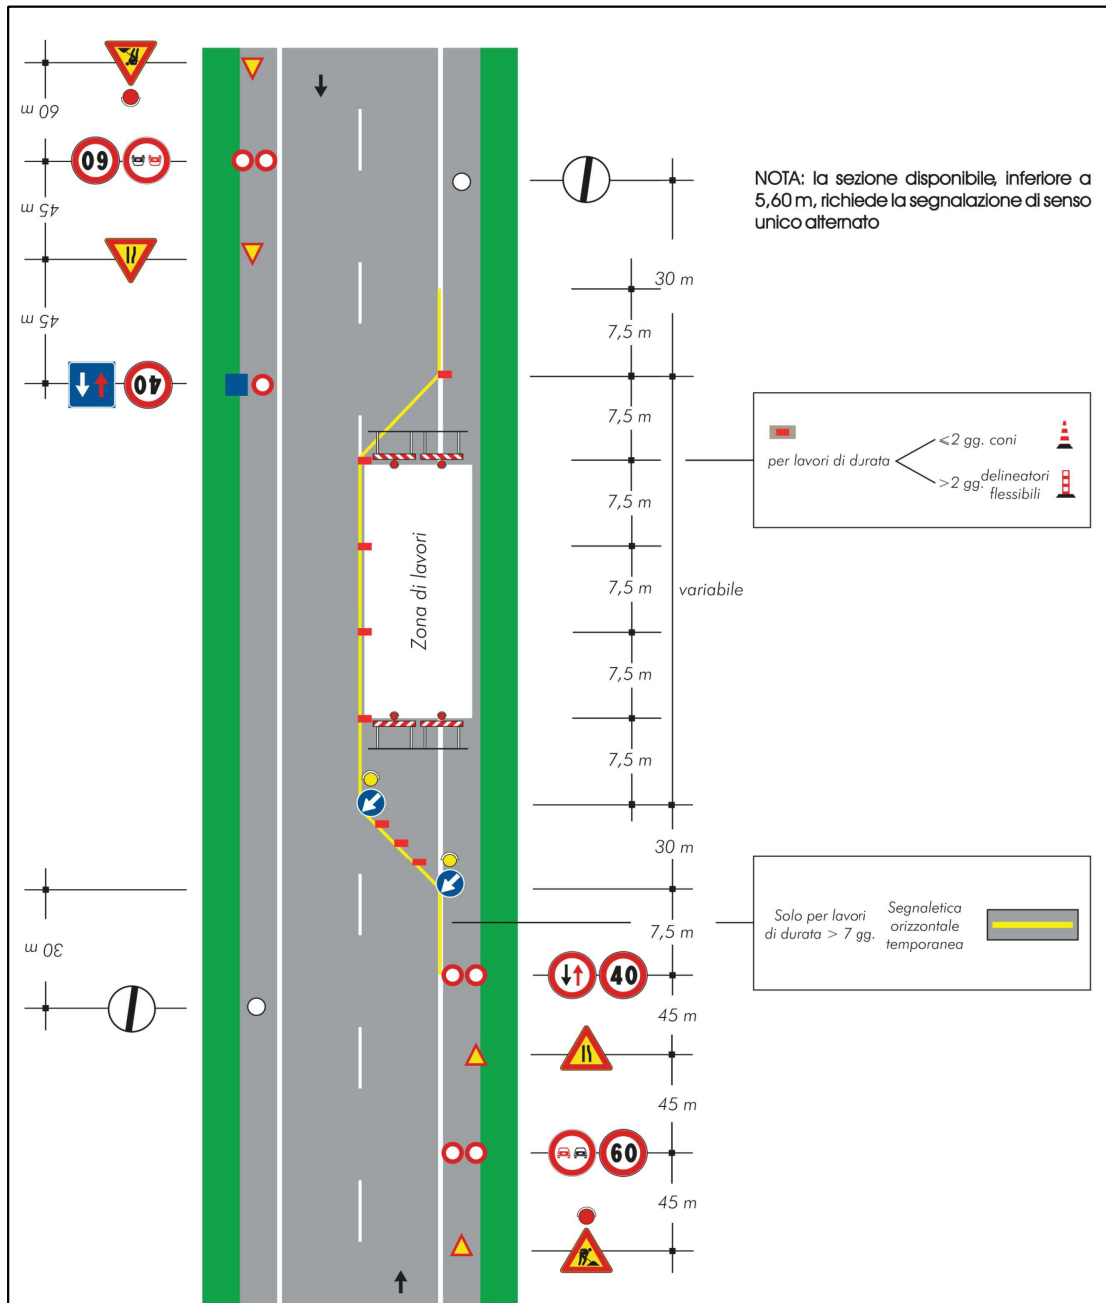 60 m
60
45 m
45 m
40
NOTA: la sezione disponibile, inferiore a
5,60 m, richiede la segnalazione di senso
unico alternato
30 m
7,5 m
7,5 m
7,5 m
7,5 m
7,5 m
7,5 m
variabile
per lavori di durata
≤2 gg. coni
>2 gg. delineatori
flessibili
Zona di lavori
30 m
7,5 m
Solo per lavori
di durata > 7 gg.
Segnaletica
orizzontale
temporanea
30 m
40
45 m
45 m
60
45 m